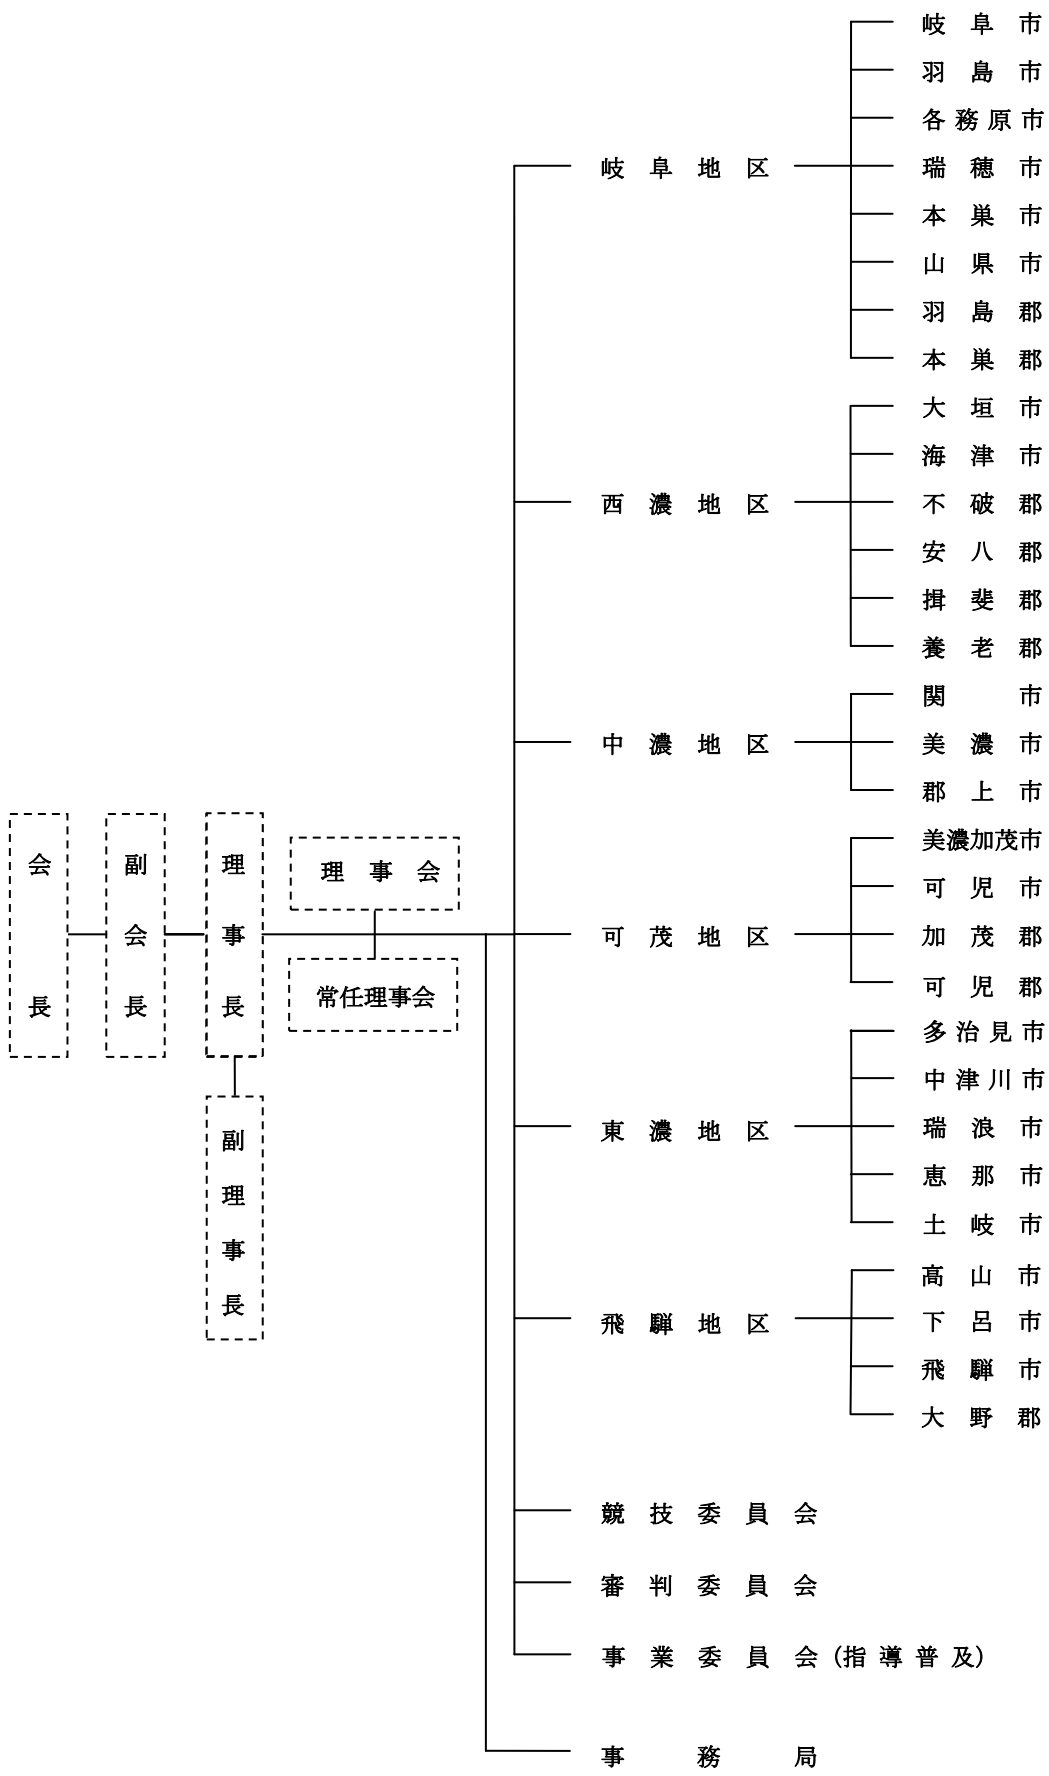 会長
副会長
理事長
副理事長
理事会
常任理事会
岐阜地区
岐阜市
羽島市
各務原市
瑞穂市
本巣市
山県市
羽島郡
本巣郡
西濃地区
大垣市
海津市
不破郡
安八郡
揖斐郡
養老郡
中濃地区
関市
美濃市
郡上市
可茂地区
美濃加茂市
可児市
加茂郡
可児郡
東濃地区
多治見市
中津川市
瑞浪市
恵那市
土岐市
飛騨地区
高山市
下呂市
飛騨市
大野郡
競技委員会
審判委員会
事業委員会(指導普及)
事務局